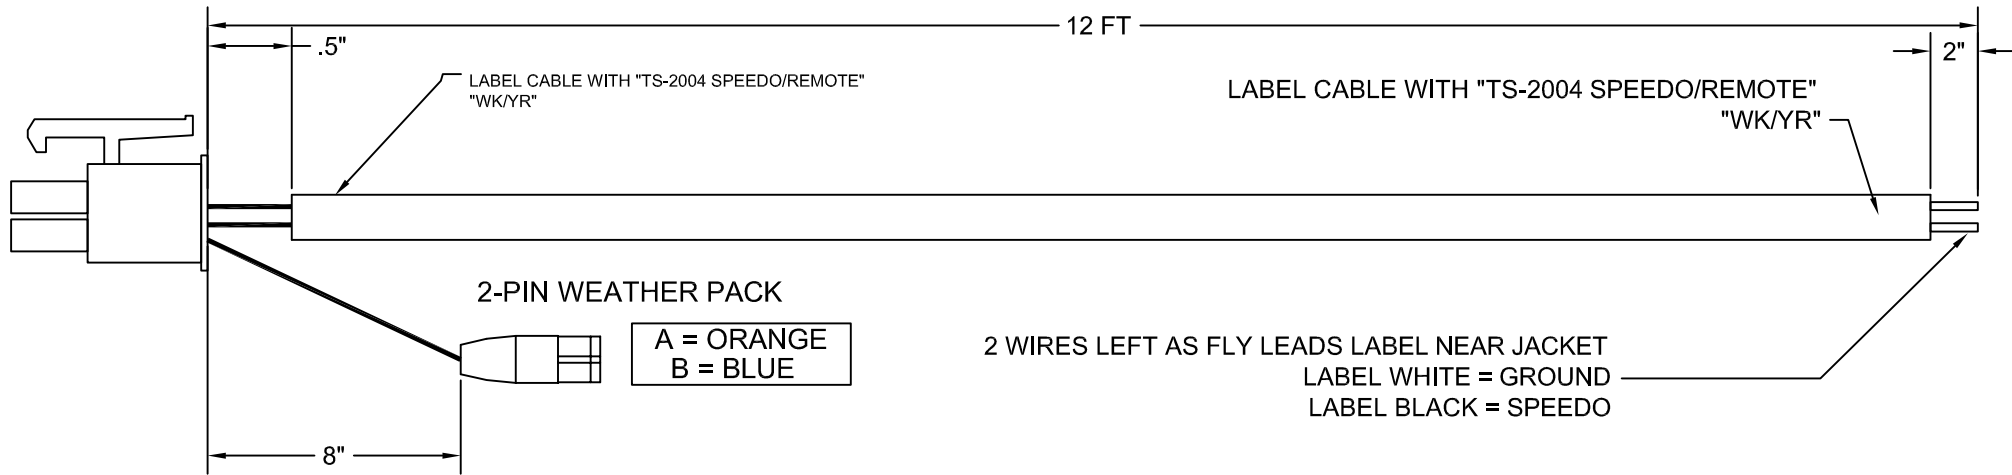 12 FT
.5"
2"
LABEL CABLE WITH "TS-2004 SPEEDO/REMOTE"
"WK/YR"
LABEL CABLE WITH "TS-2004 SPEEDO/REMOTE"
"WK/YR"
2-PIN WEATHER PACK
A = ORANGE
B = BLUE
2 WIRES LEFT AS FLY LEADS LABEL NEAR JACKET
LABEL WHITE = GROUND
LABEL BLACK = SPEEDO
8"